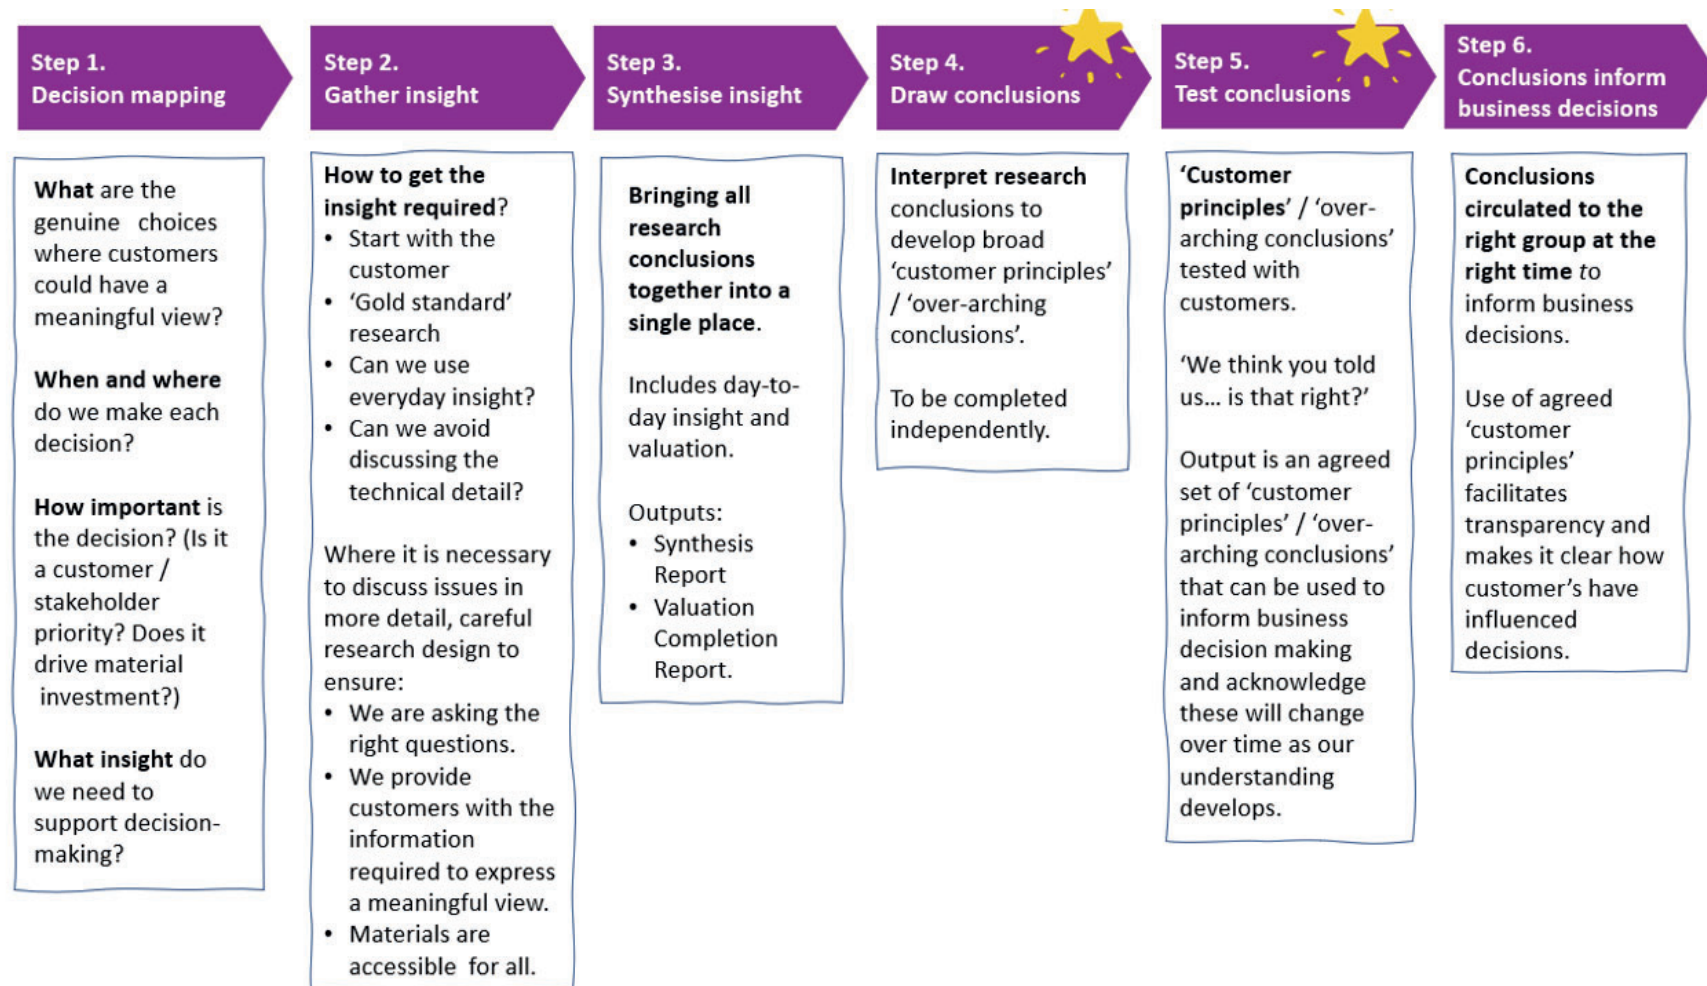 Step 1.
Decision mapping
What are the
genuine choices
where customers
could have a
meaningful view?
When and where
do we make each
decision?
How important is
the decision? (Is it
a customer /
stakeholder
priority? Does it
drive material
investment?)
What insight do
we need to
support decision-
making?
Step 2.
Gather insight
How to get the
insight required?
• Start with the
customer
• ‘Gold standard’
research
• Can we use
everyday insight?
• Can we avoid
discussing the
technical detail?
Where it is necessary
to discuss issues in
more detail, careful
research design to
ensure:
• We are asking the
right questions.
• We provide
customers with the
information
required to express
a meaningful view.
• Materials are
accessible for all.
Step 3.
Synthesise insight
Bringing all
research
conclusions
together into a
single place.
Includes day-to-
day insight and
valuation.
Outputs:
• Synthesis
Report
• Valuation
Completion
Report.
Step 4.
Draw conclusions
Interpret research
conclusions to
develop broad
‘customer principles’
/ ‘over-arching
conclusions’.
To be completed
independently.
Step 5.
Test conclusions
‘Customer
principles’ / ‘over-
arching conclusions’
tested with
customers.
‘We think you told
us… is that right?’
Output is an agreed
set of ‘customer
principles’ / ‘over-
arching conclusions’
that can be used to
inform business
decision making
and acknowledge
these will change
over time as our
understanding
develops.
Step 6.
Conclusions inform
business decisions
Conclusions
circulated to the
right group at the
right time to
inform business
decisions.
Use of agreed
‘customer
principles’
facilitates
transparency and
makes it clear how
customer’s have
influenced
decisions.